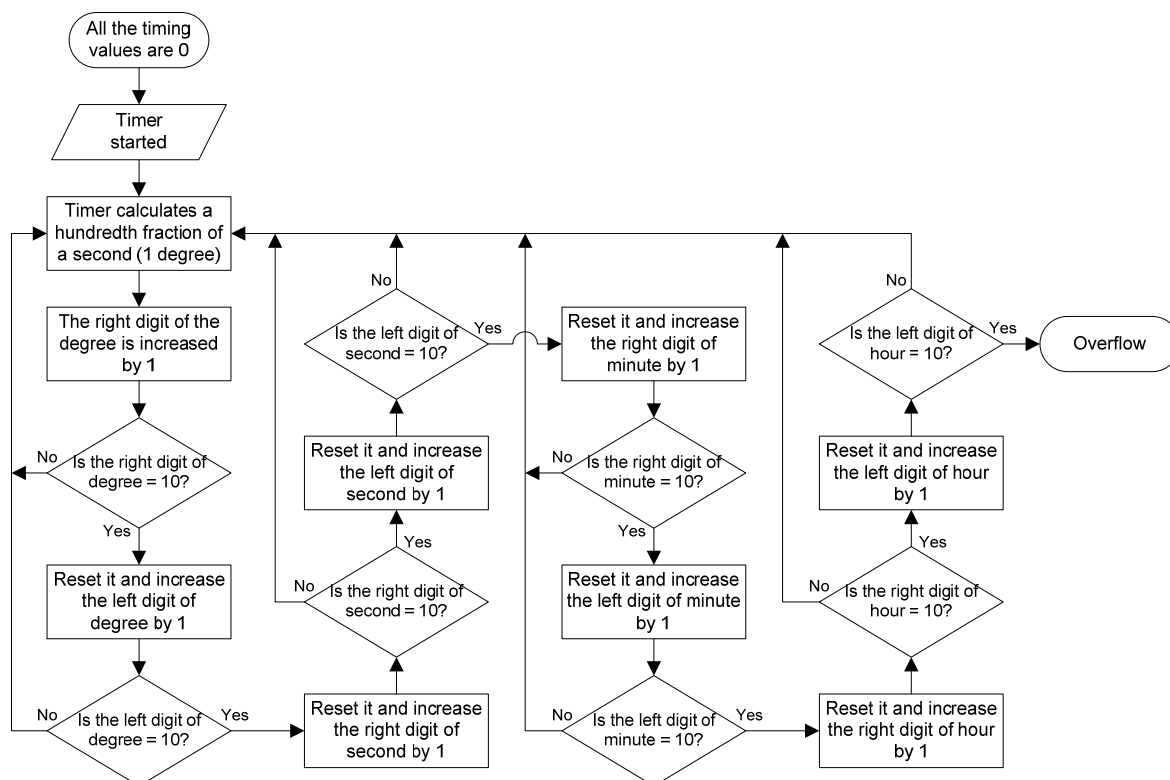 All the timing
values are 0
Timer
started
Timer calculates a
hundredth fraction of
a second (1 degree)
The right digit of the
degree is increased
by 1
Is the right digit of
degree = 10?
No
Yes
Reset it and increase
the left digit of
degree by 1
Is the left digit of
degree = 10?
No
Yes
Reset it and increase
the right digit of
second by 1
Is the right digit of
second = 10?
No
Yes
Reset it and increase
the left digit of
second by 1
Is the left digit of
second = 10?
No
Yes
Reset it and increase
the right digit of
minute by 1
Is the right digit of
minute = 10?
No
Yes
Reset it and increase
the left digit of minute
by 1
Is the left digit of
minute = 10?
No
Yes
Reset it and increase
the right digit of hour
by 1
Is the right digit of
hour = 10?
No
Yes
Reset it and increase
the left digit of hour
by 1
Is the left digit of
hour = 10?
No
Yes
Overflow